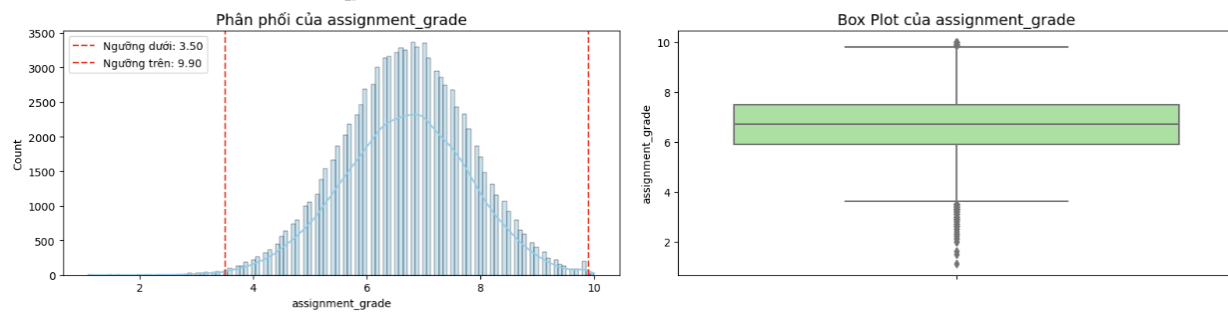 Phân phối của assignment_grade
3500
3000
2500
2000
1500
1000
500
0
Count
Ngưỡng dưới: 3.50
Ngưỡng trên: 9.90
2 4 6 8 10
assignment_grade
Box Plot của assignment_grade
10
8
6
4
2
assignment_grade